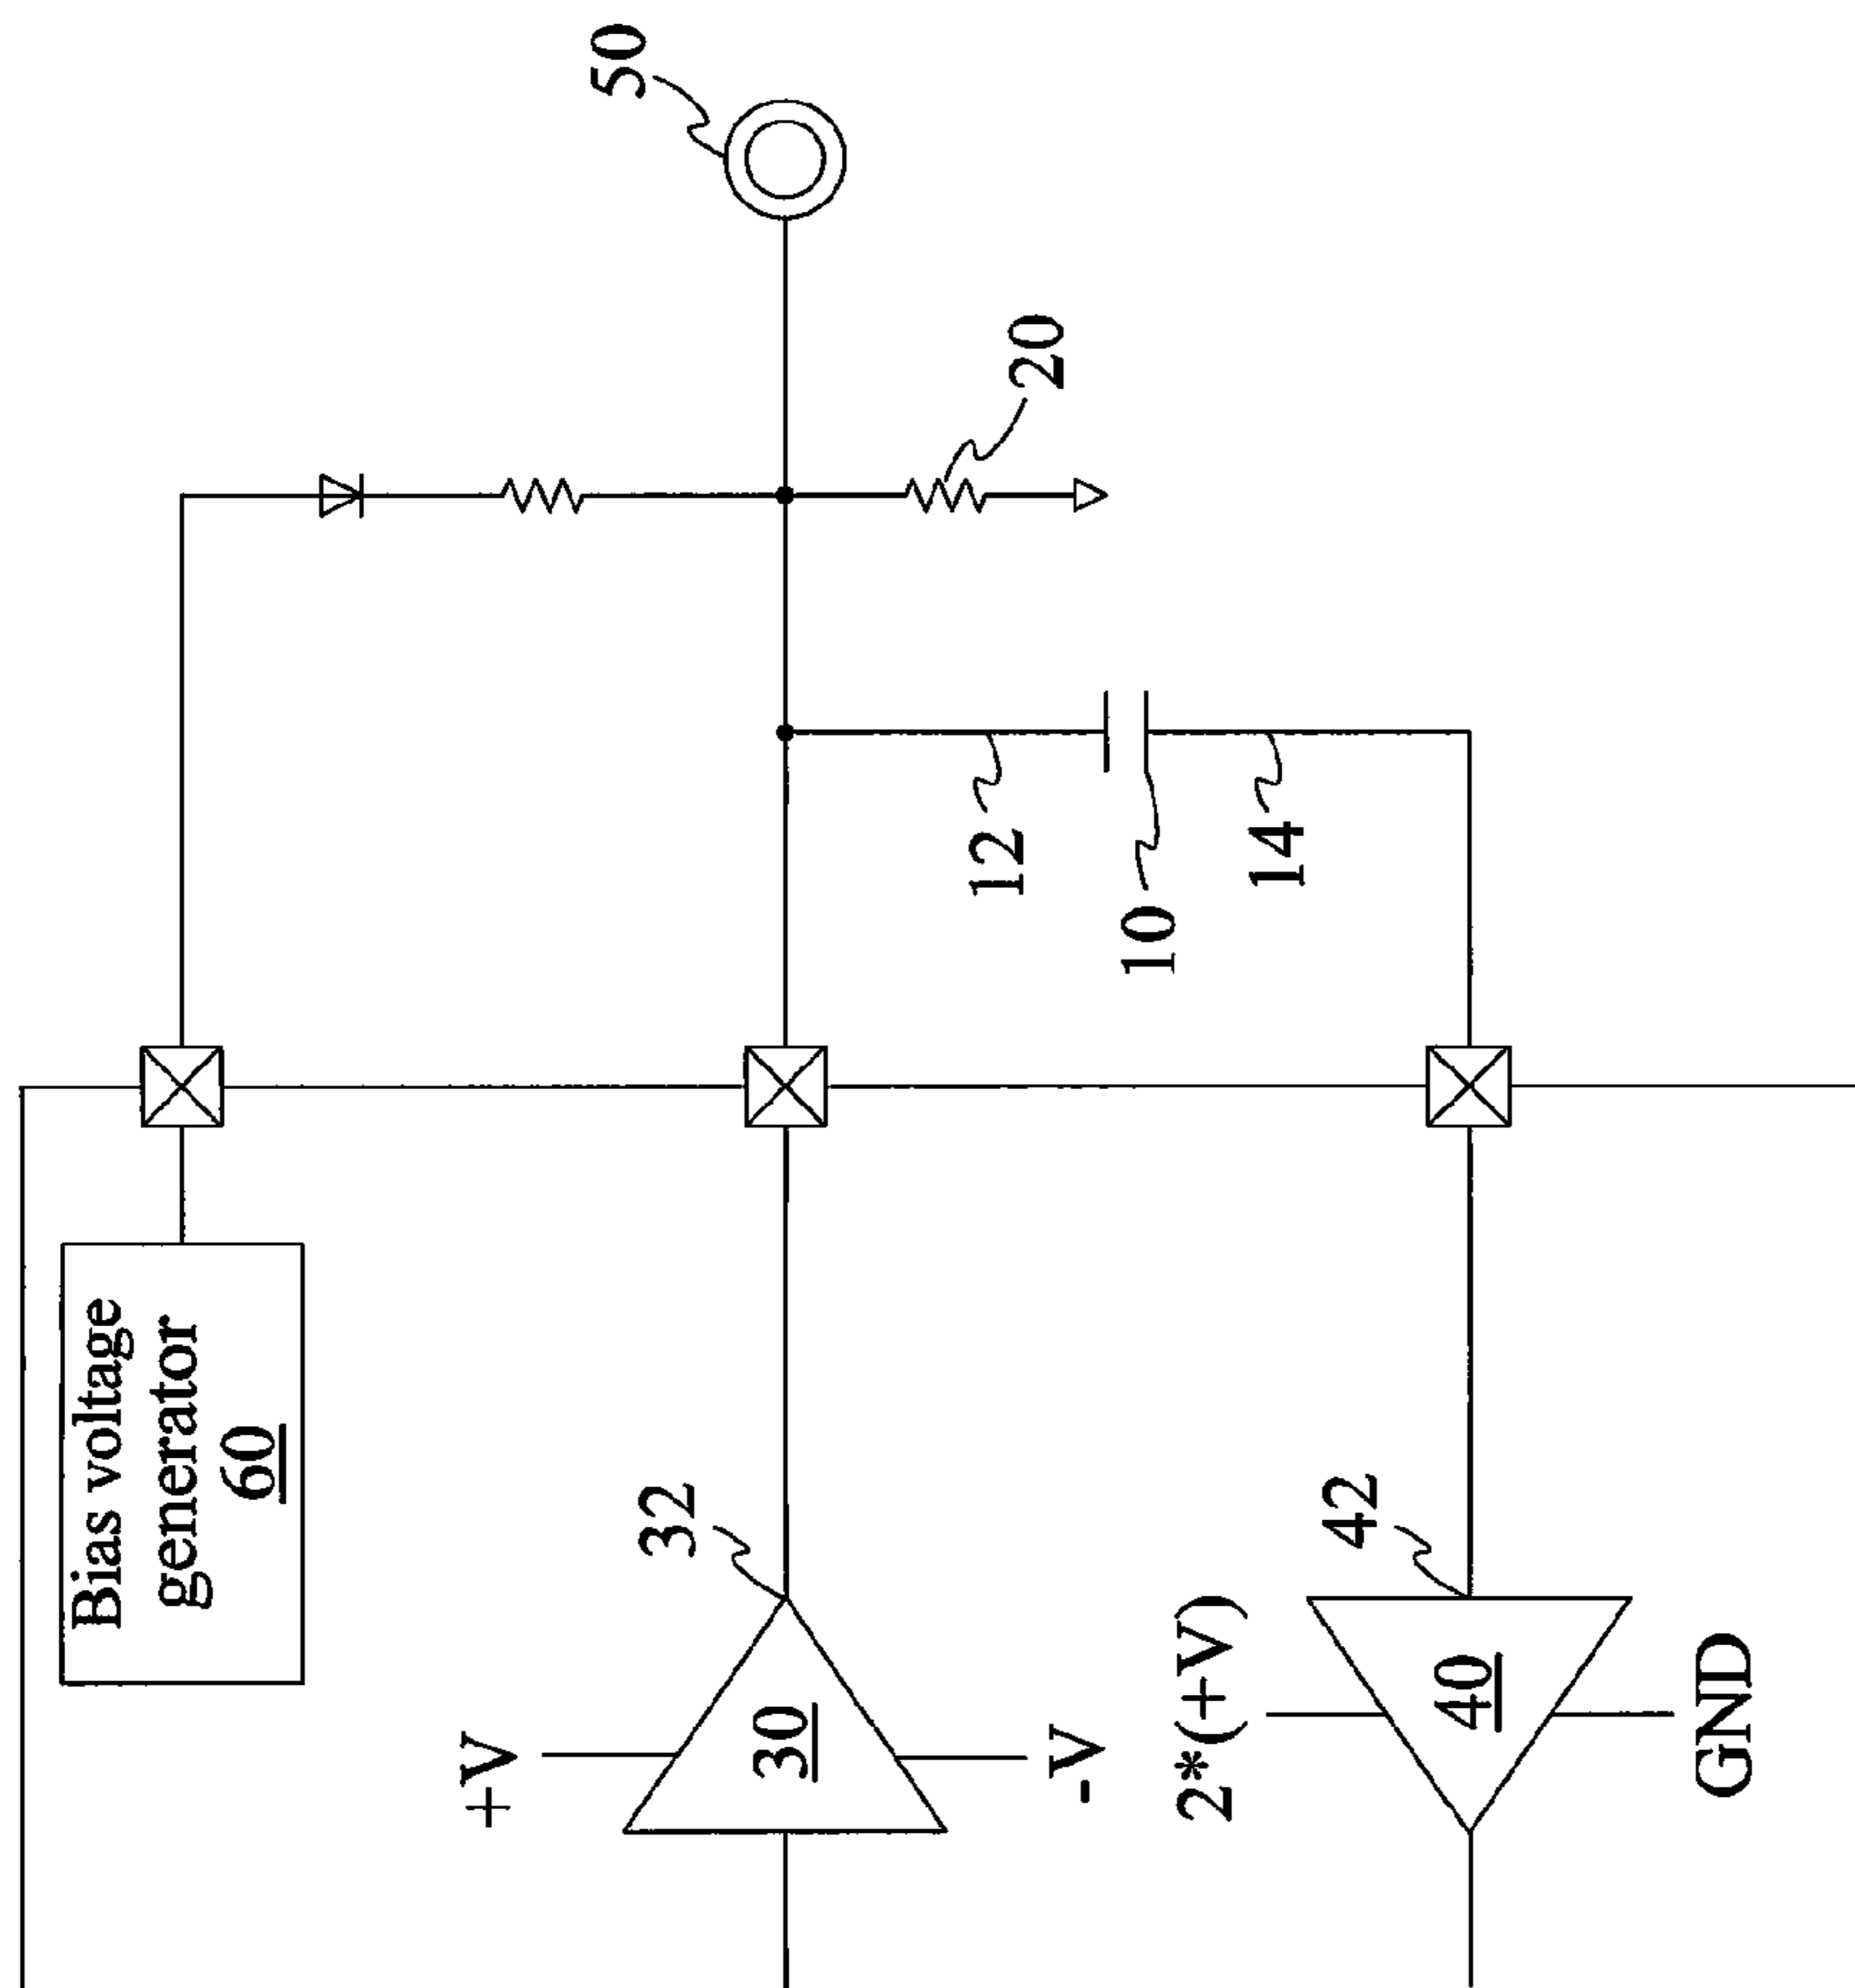 Bias voltage
generator
60
50
20
12
10
14
32
+V
30
-V
42
2*(+V)
40
GND